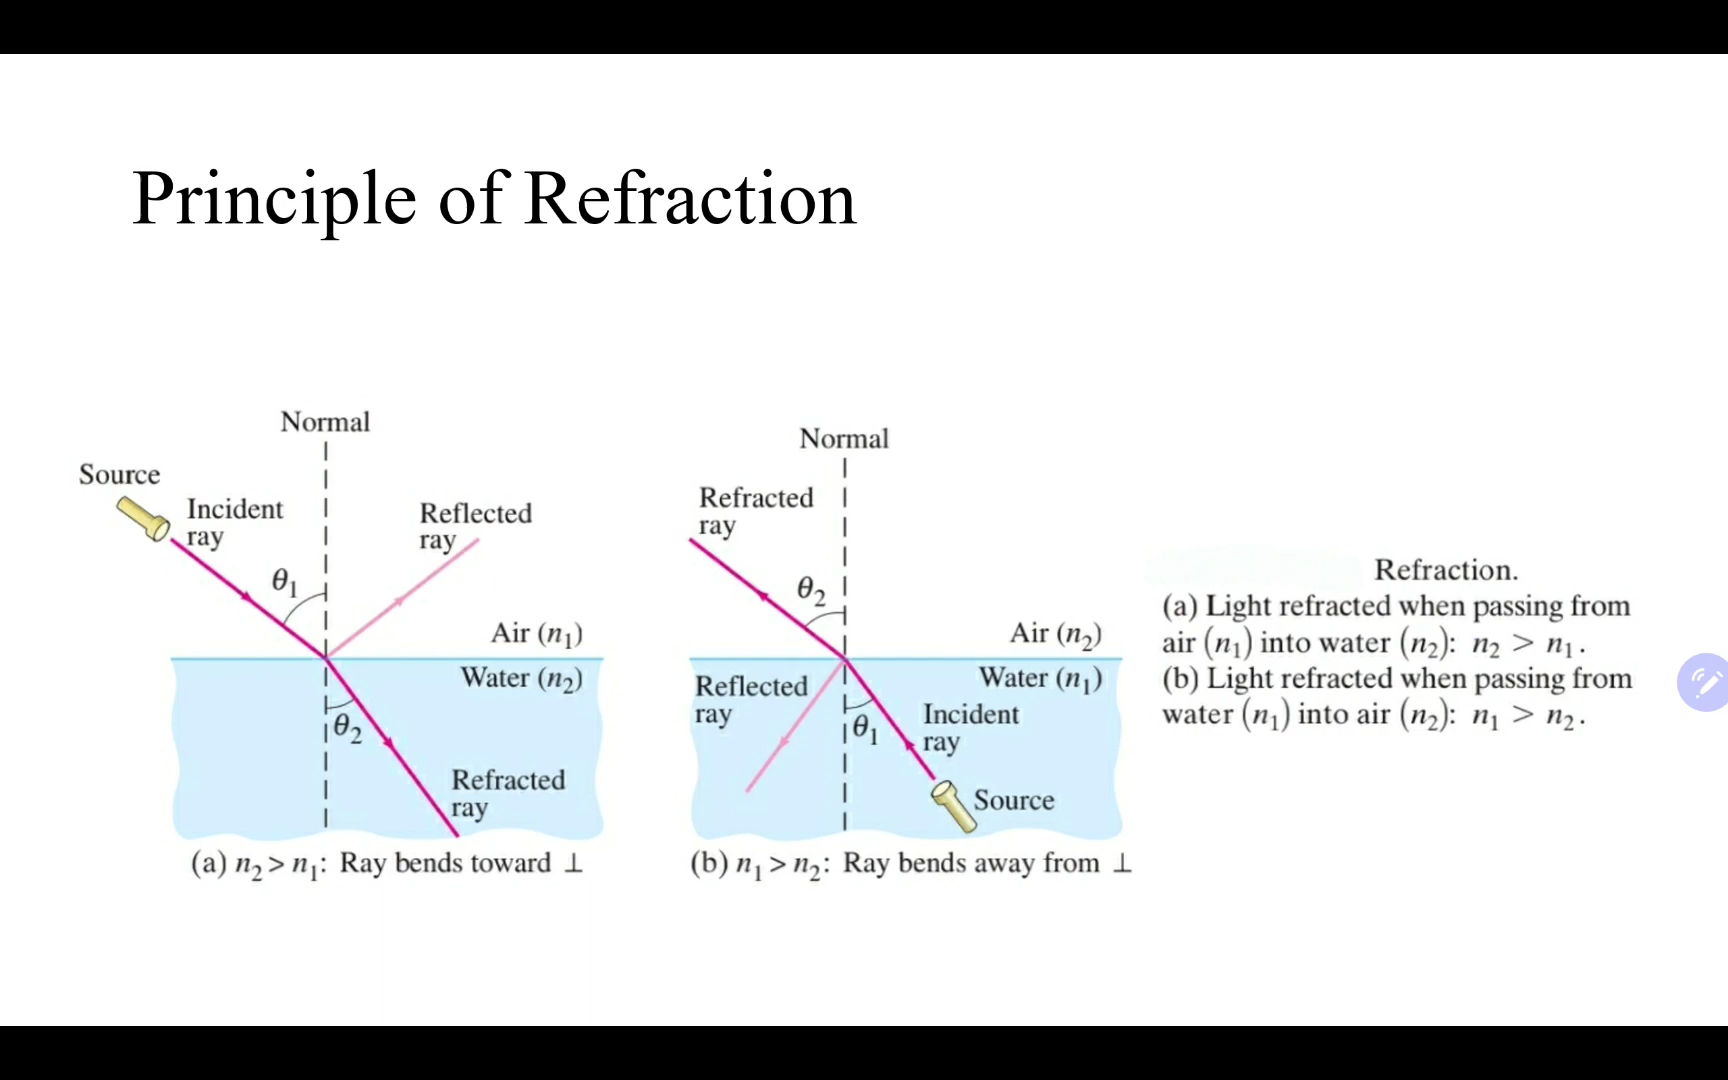 Principle of Refraction
Normal
Source
Incident
ray
Reflected
ray
θ₁
Air (n₁)
Water (n₂)
θ₂
Refracted
ray
(a) n₂ > n₁: Ray bends toward ⊥
Normal
Refracted
ray
θ₂
Air (n₂)
Water (n₁)
Reflected
ray
θ₁
Incident
ray
Source
(b) n₁ > n₂: Ray bends away from ⊥
Refraction.
(a) Light refracted when passing from
air (n₁) into water (n₂): n₂ > n₁.
(b) Light refracted when passing from
water (n₁) into air (n₂): n₁ > n₂.